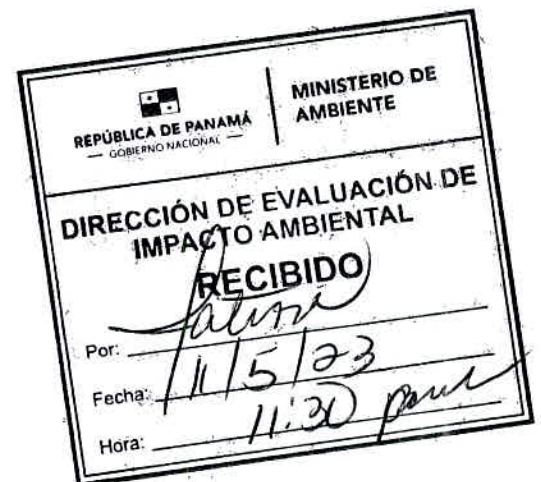 REPÚBLICA DE PANAMÁ
— GOBIERNO NACIONAL —
MINISTERIO DE
AMBIENTE
DIRECCIÓN DE EVALUACIÓN DE
IMPACTO AMBIENTAL
RECIBIDO
Por:
Fecha: 11/5/23
Hora: 11:30